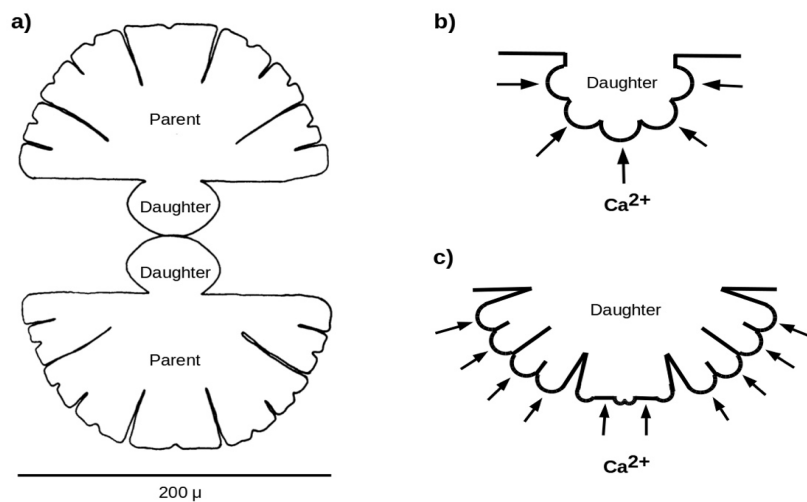 a)
Parent
Daughter
Daughter
Parent
200 μ
b)
Daughter
Ca2+
c)
Daughter
Ca2+